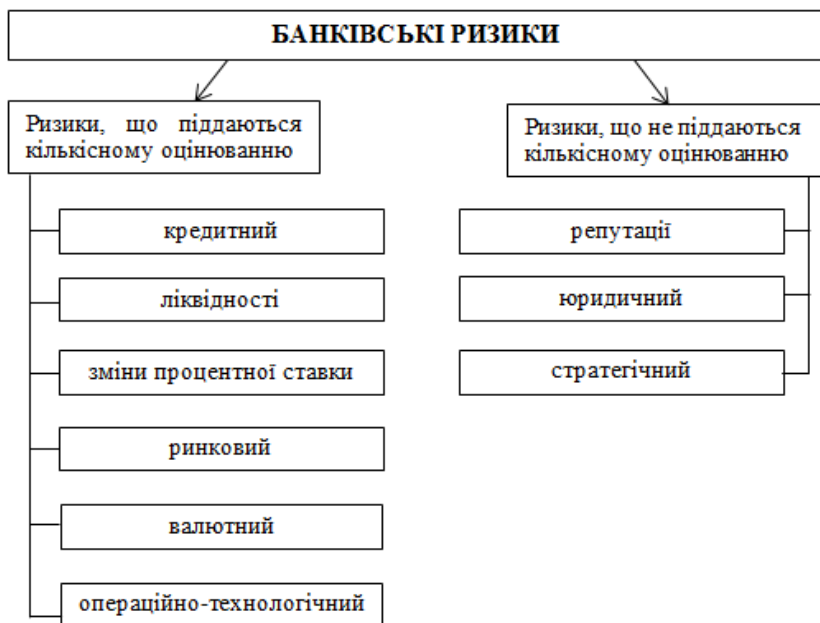 БАНКІВСЬКІ РИЗИКИ
Ризики, що піддаються
кількісному оцінюванню
кредитний
ліквідності
зміни процентної ставки
ринковий
валютний
операційно-технологічний
Ризики, що не піддаються
кількісному оцінюванню
репутації
юридичний
стратегічний